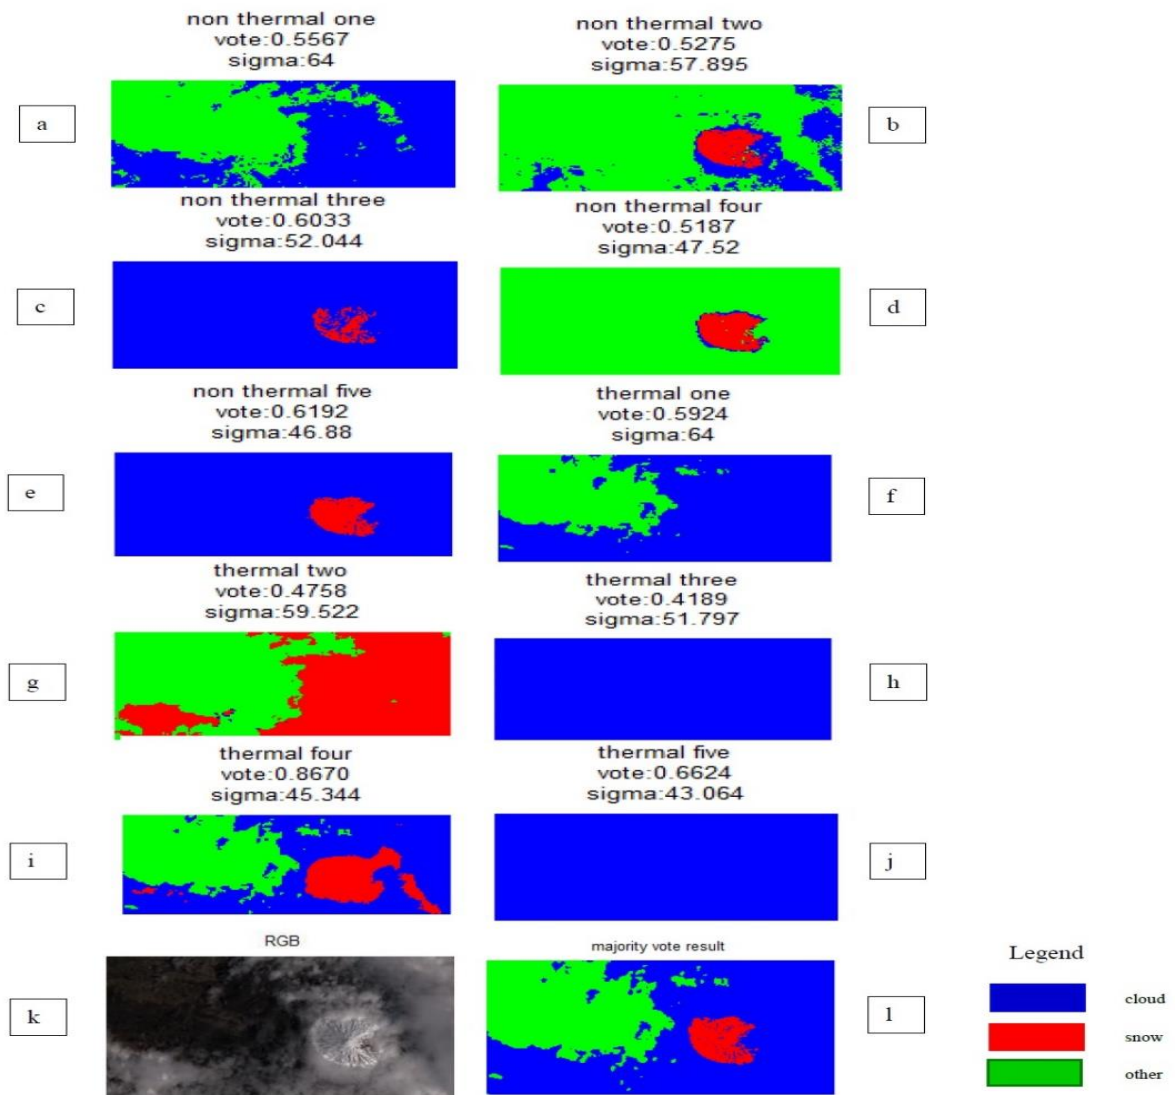 non thermal one
vote:0.5567
sigma:64
a
non thermal two
vote:0.5275
sigma:57.895
b
non thermal three
vote:0.6033
sigma:52.044
c
non thermal four
vote:0.5187
sigma:47.52
d
non thermal five
vote:0.6192
sigma:46.88
e
thermal one
vote:0.5924
sigma:64
f
thermal two
vote:0.4758
sigma:59.522
g
thermal three
vote:0.4189
sigma:51.797
h
thermal four
vote:0.8670
sigma:45.344
i
thermal five
vote:0.6624
sigma:43.064
j
RGB
k
majority vote result
l
Legend
cloud
snow
other